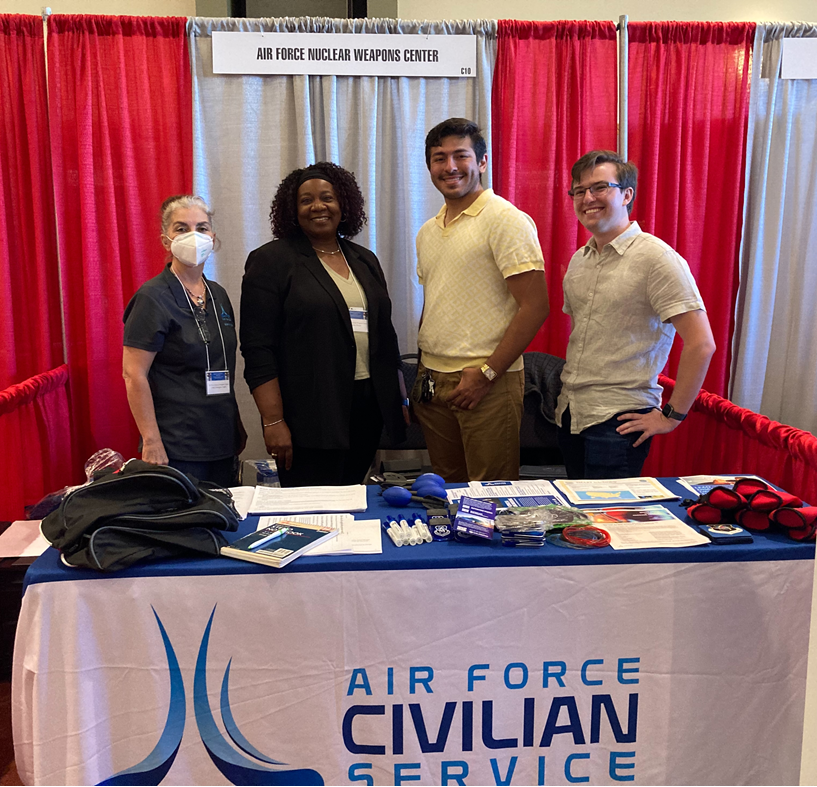 AIR FORCE NUCLEAR WEAPONS CENTER
C10
AIR FORCE
CIVILIAN
SERVICE